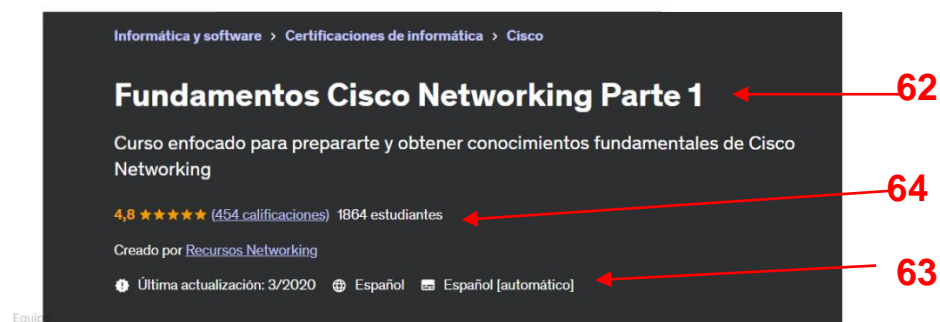 Informática y software > Certificaciones de informática > Cisco
Fundamentos Cisco Networking Parte 1
62
Curso enfocado para prepararte y obtener conocimientos fundamentales de Cisco
Networking
64
4,8 ★★★★★ (454 calificaciones) 1864 estudiantes
Creado por Recursos Networking
63
Última actualización: 3/2020 Español Español [automático]